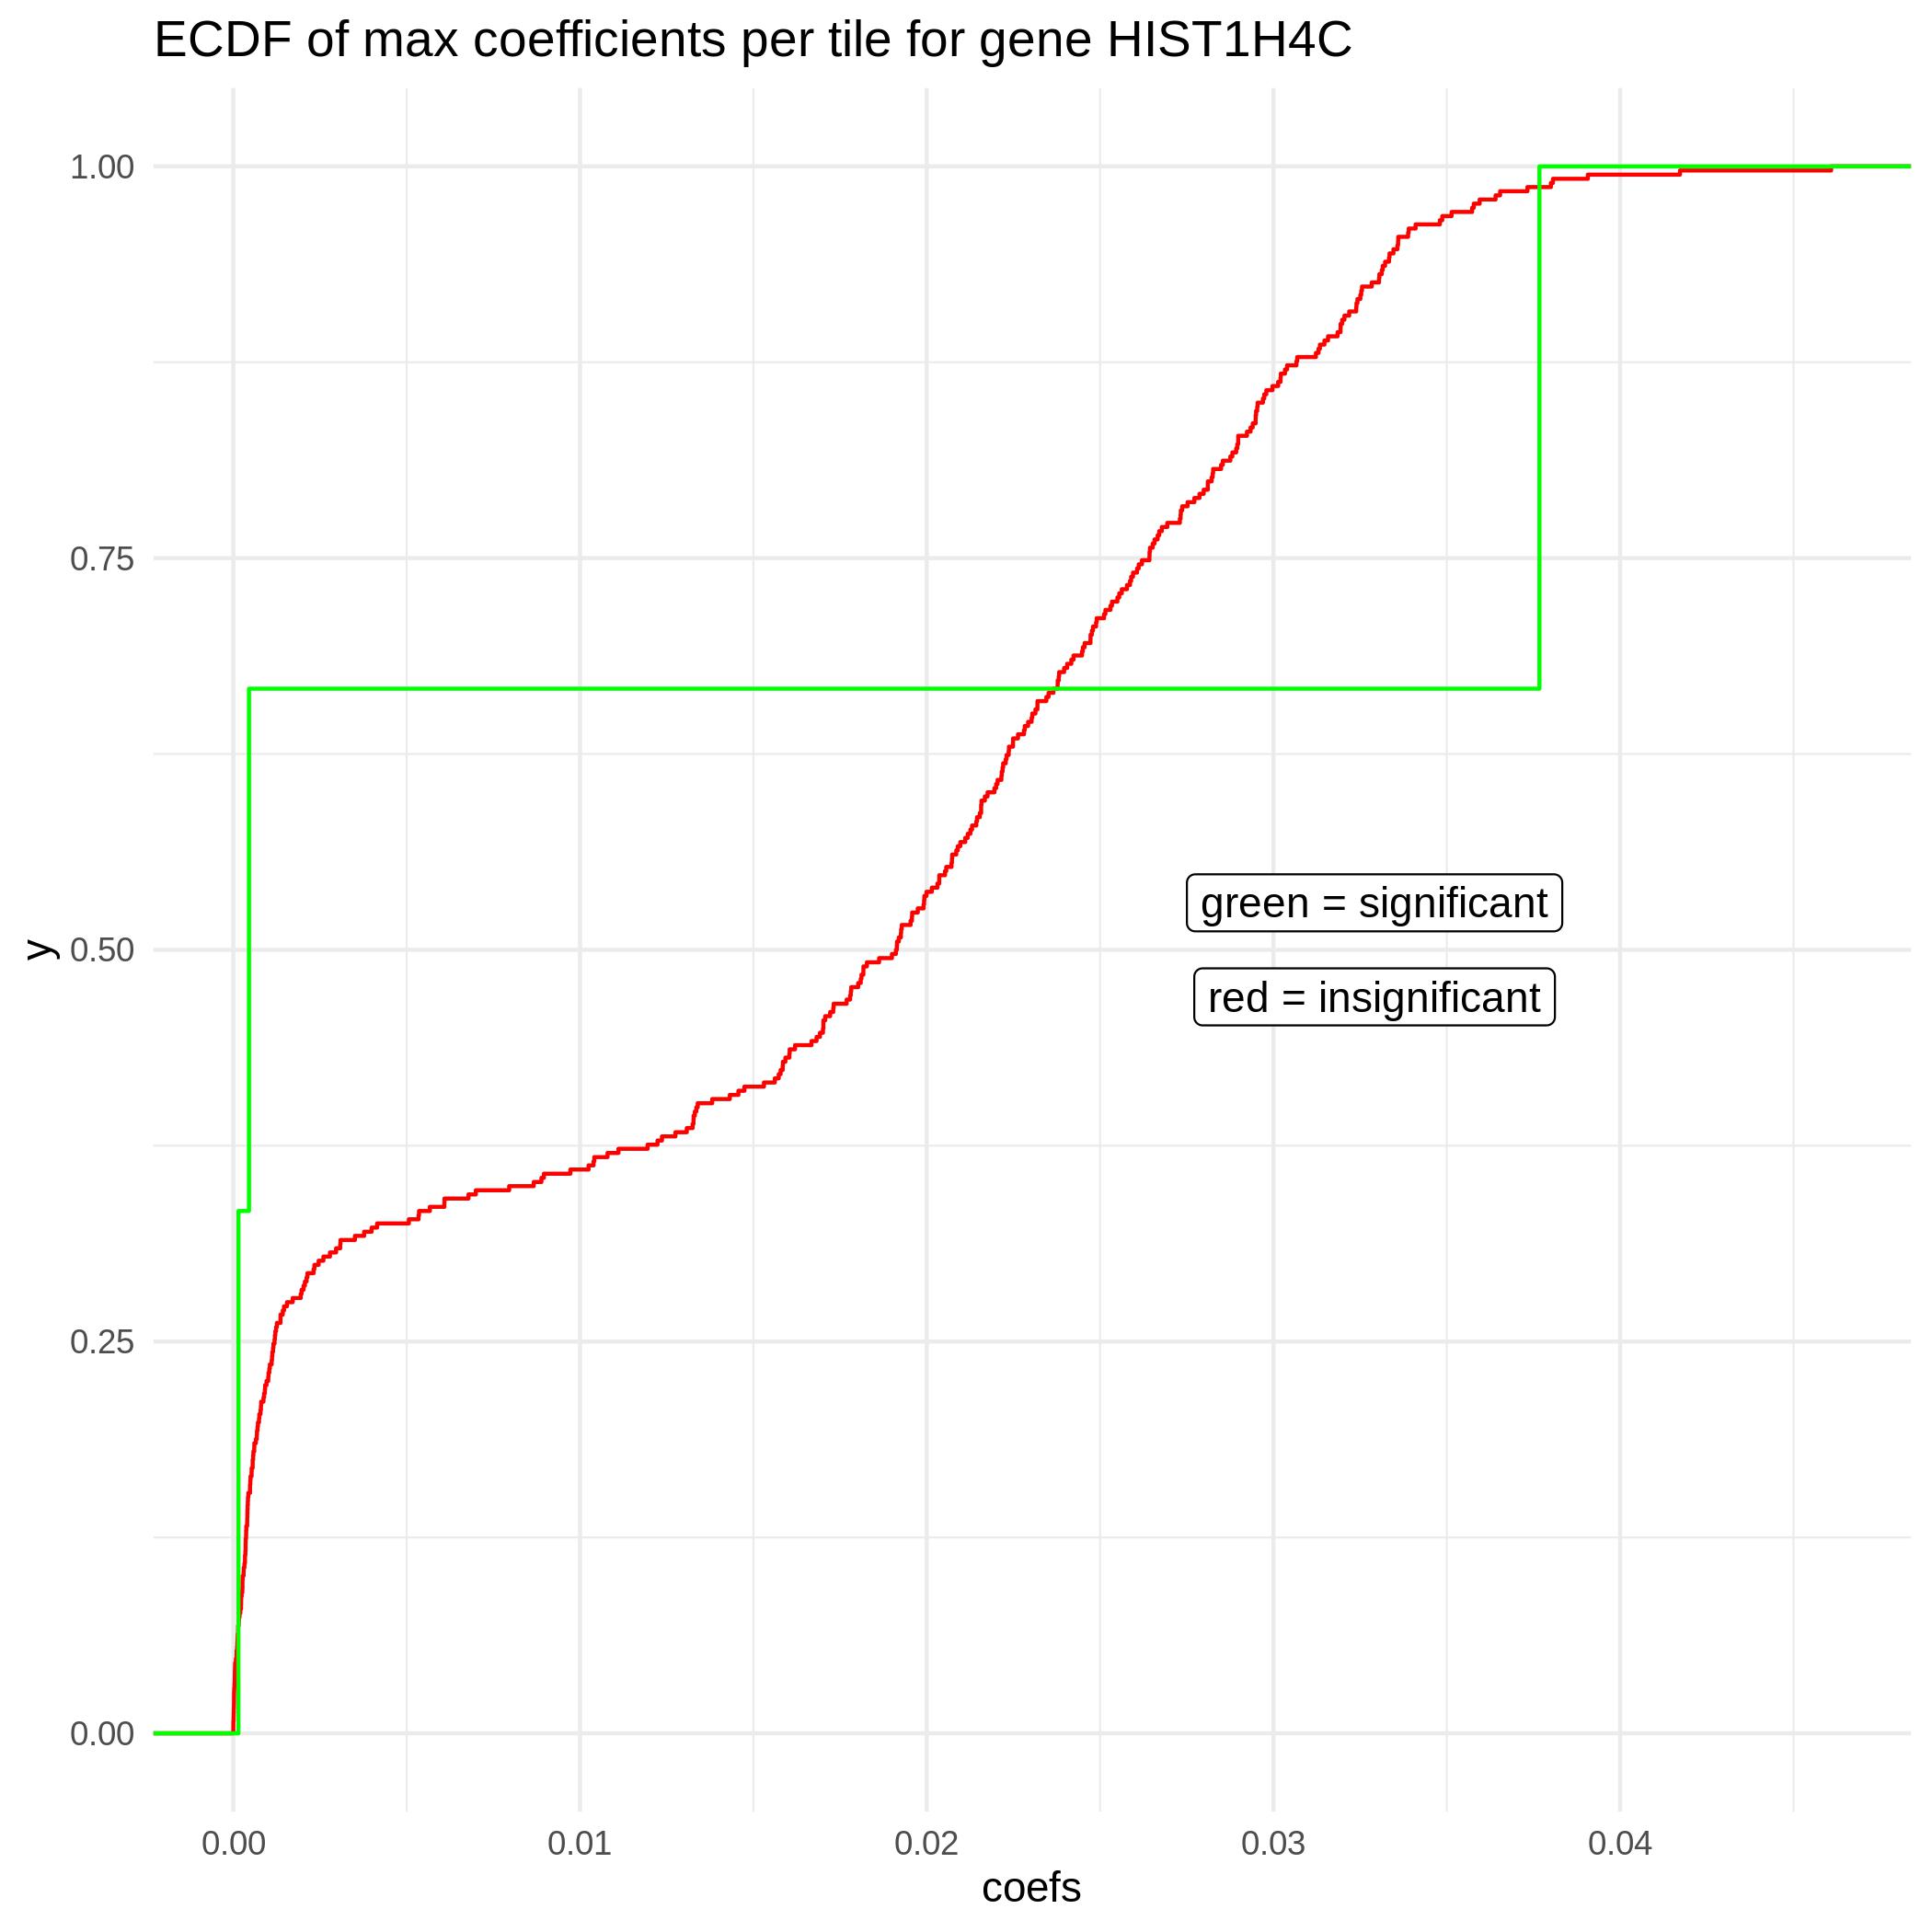 ECDF of max coefficients per tile for gene HIST1H4C
1.00
0.75
0.50
0.25
0.00
y
green = significant
red = insignificant
0.00 0.01 0.02 0.03 0.04
coefs